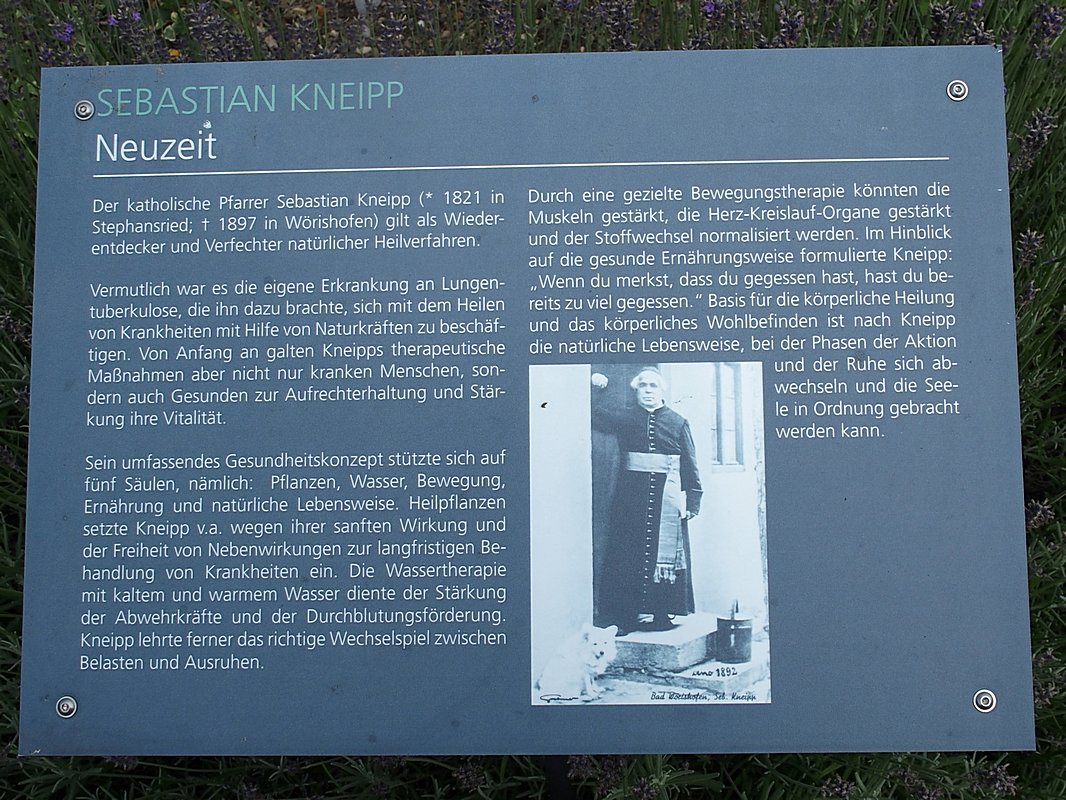 SEBASTIAN KNEIPP
Neuzeit
Der katholische Pfarrer Sebastian Kneipp (* 1821 in
Stephansried; † 1897 in Wörishofen) gilt als Wieder-
entdecker und Verfechter natürlicher Heilverfahren.
Vermutlich war es die eigene Erkrankung an Lungen-
tuberkulose, die ihn dazu brachte, sich mit dem Heilen
von Krankheiten mit Hilfe von Naturkräften zu beschäf-
tigen. Von Anfang an galten Kneipps therapeutische
Maßnahmen aber nicht nur kranken Menschen, son-
dern auch Gesunden zur Aufrechterhaltung und Stär-
kung ihre Vitalität.
Sein umfassendes Gesundheitskonzept stützte sich auf
fünf Säulen, nämlich: Pflanzen, Wasser, Bewegung,
Ernährung und natürliche Lebensweise. Heilpflanzen
setzte Kneipp v.a. wegen ihrer sanften Wirkung und
der Freiheit von Nebenwirkungen zur langfristigen Be-
handlung von Krankheiten ein. Die Wassertherapie
mit kaltem und warmem Wasser diente der Stärkung
der Abwehrkräfte und der Durchblutungsförderung.
Kneipp lehrte ferner das richtige Wechselspiel zwischen
Belasten und Ausruhen.
Durch eine gezielte Bewegungstherapie könnten die
Muskeln gestärkt, die Herz-Kreislauf-Organe gestärkt
und der Stoffwechsel normalisiert werden. Im Hinblick
auf die gesunde Ernährungsweise formulierte Kneipp:
„Wenn du merkst, dass du gegessen hast, hast du be-
reits zu viel gegessen.“ Basis für die körperliche Heilung
und das körperliches Wohlbefinden ist nach Kneipp
die natürliche Lebensweise, bei der Phasen der Aktion
und der Ruhe sich ab-
wechseln und die See-
le in Ordnung gebracht
werden kann.
1892
Bad Wörishofen, Seb. Kneipp